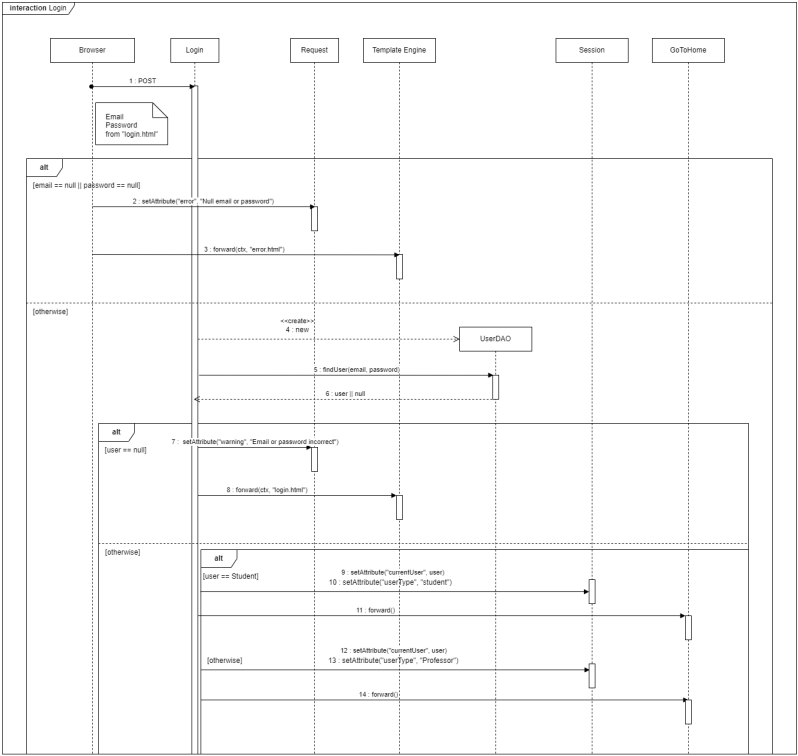 interaction Login
Browser
Login
Request
Template Engine
Session
GoToHome
1 : POST
Email
Password
from "login.html"
alt
[email == null || password == null]
2 : setAttribute("error", "Null email or password")
3 : forward(ctx, "error.html")
[otherwise]
<<create>>
4 : new
UserDAO
5 : findUser(email, password)
6 : user || null
alt
7 : setAttribute("warning", "Email or password incorrect")
[user == null]
8 : forward(ctx, "login.html")
[otherwise]
alt
9 : setAttribute("currentUser", user)
[user == Student]
10 : setAttribute("userType", "student")
11 : forward()
12 : setAttribute("currentUser", user)
[otherwise]
13 : setAttribute("userType", "Professor")
14 : forward()